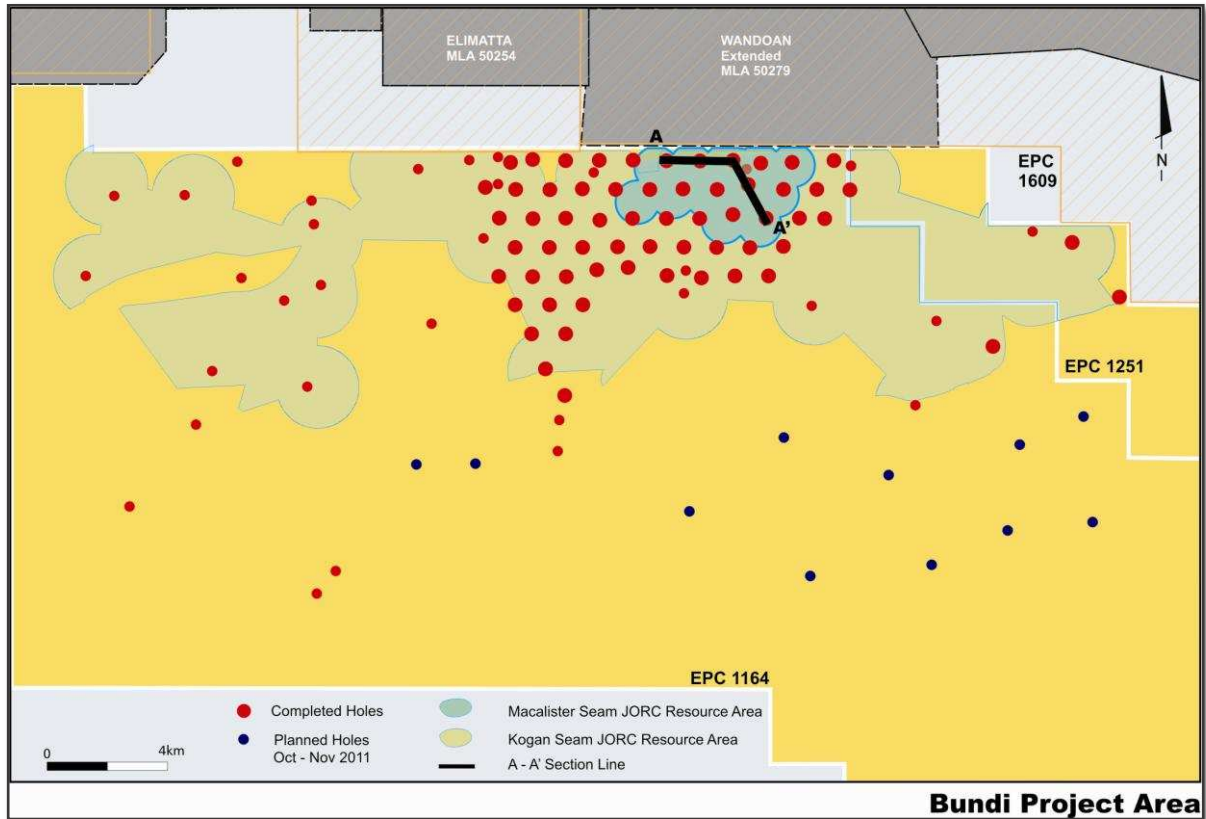 ELIMATTA
MLA 50254
WANDOAN
Extended
MLA 50279
A
N
EPC
1609
A'
EPC 1251
EPC 1164
Completed Holes
Macalister Seam JORC Resource Area
Planned Holes
Oct - Nov 2011
Kogan Seam JORC Resource Area
A - A' Section Line
0
4km
Bundi Project Area